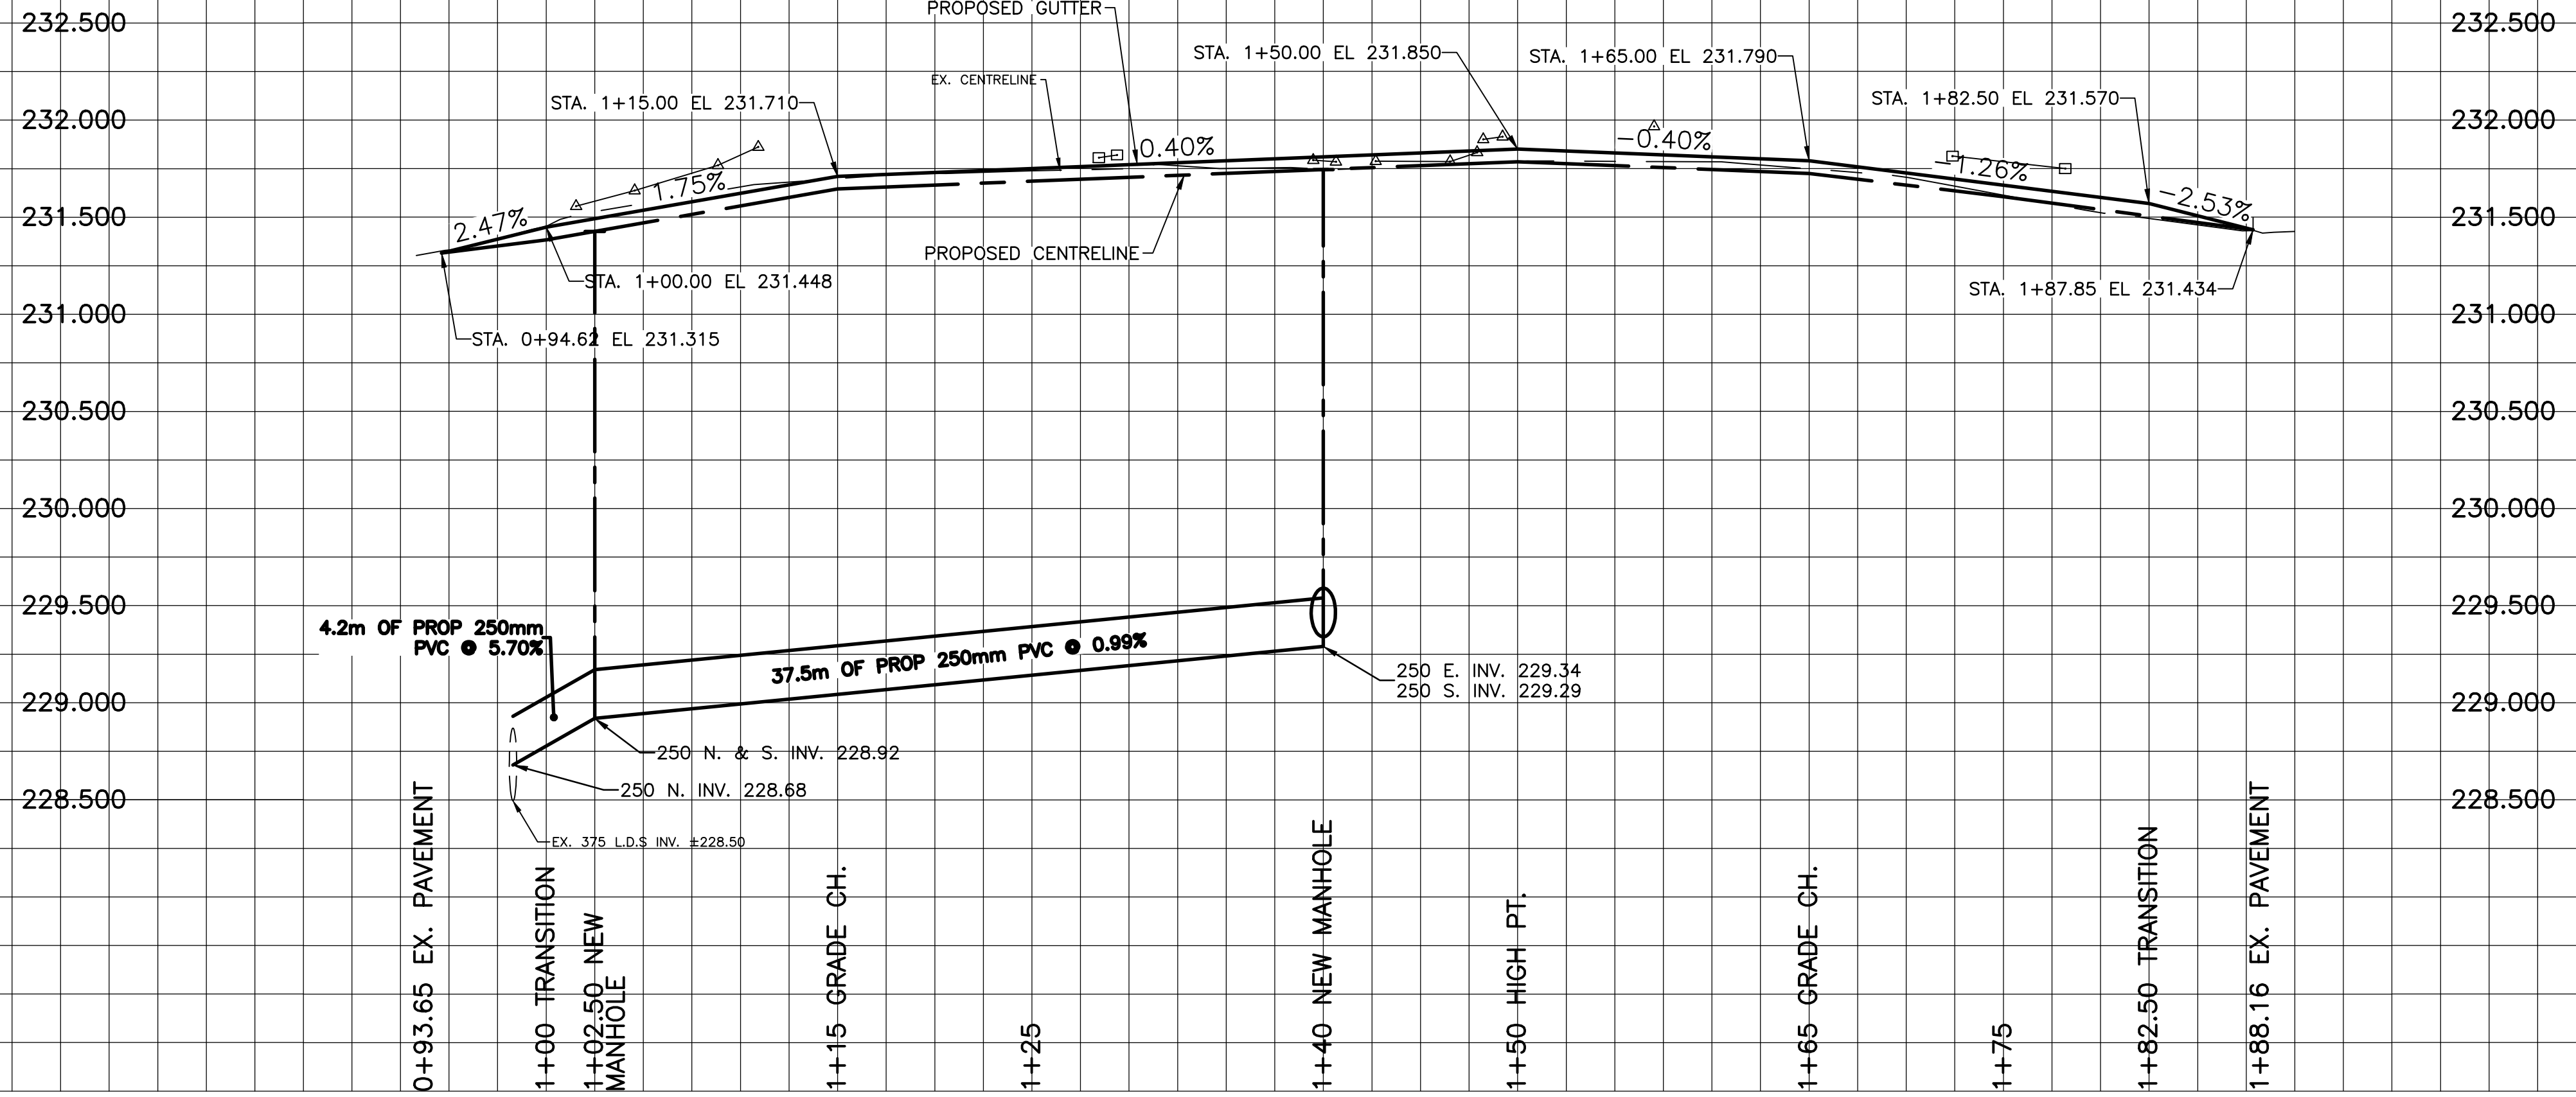 PROPOSED GUTTER
232.500
232.500
STA. 1+50.00 EL 231.850
STA. 1+65.00 EL 231.790
EX. CENTRELINE
STA. 1+15.00 EL 231.710
STA. 1+82.50 EL 231.570
232.000
232.000
0.40%
-0.40%
-1.26%
1.75%
-2.53%
2.47%
231.500
231.500
PROPOSED CENTRELINE
STA. 1+00.00 EL 231.448
STA. 1+87.85 EL 231.434
231.000
231.000
STA. 0+94.62 EL 231.315
230.500
230.500
230.000
230.000
229.500
229.500
4.2m OF PROP 250mm
PVC @ 5.70%
37.5m OF PROP 250mm PVC @ 0.99%
250 E. INV. 229.34
250 S. INV. 229.29
229.000
229.000
250 N. & S. INV. 228.92
250 N. INV. 228.68
228.500
228.500
EX. 375 L.D.S INV. ±228.50
0+93.65 EX. PAVEMENT
1+00 TRANSITION
1+02.50 NEW
MANHOLE
1+15 GRADE CH.
1+25
1+40 NEW MANHOLE
1+50 HIGH PT.
1+65 GRADE CH.
1+75
1+82.50 TRANSITION
1+88.16 EX. PAVEMENT